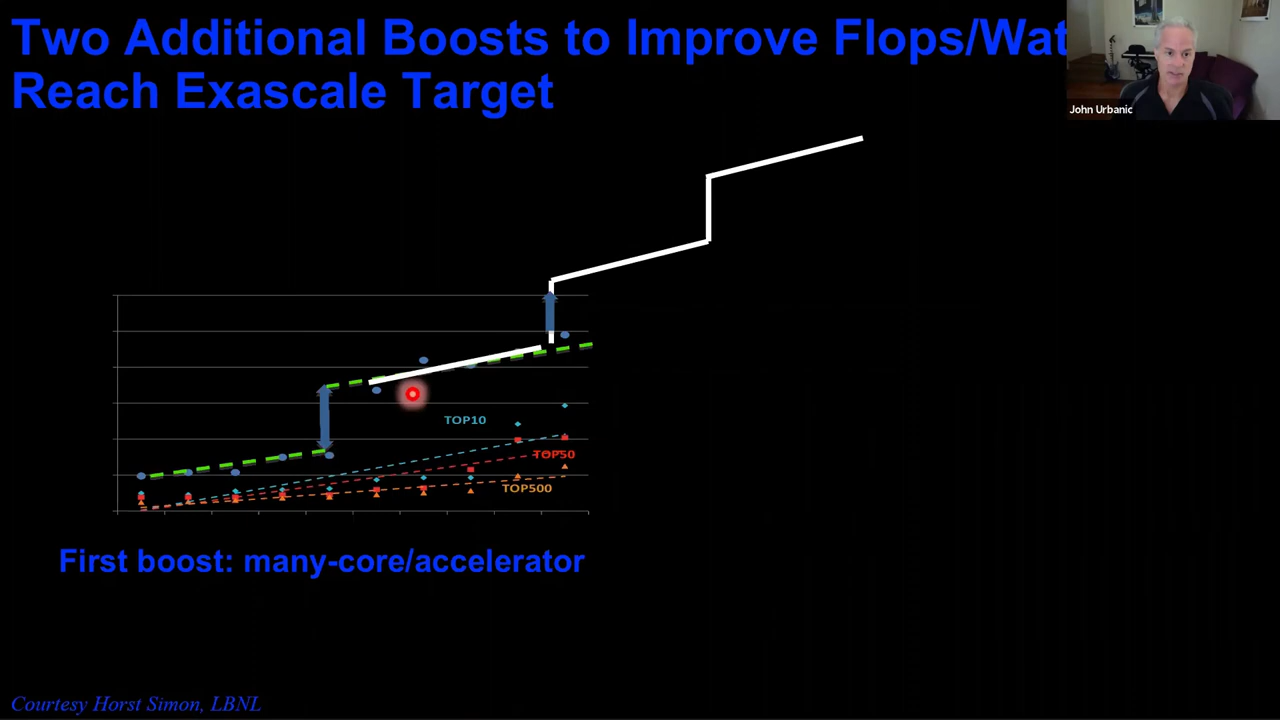 Two Additional Boosts to Improve Flops/Wat
Reach Exascale Target
John Urbanic
TOP10
TOP50
TOP500
First boost: many-core/accelerator
Courtesy Horst Simon, LBNL